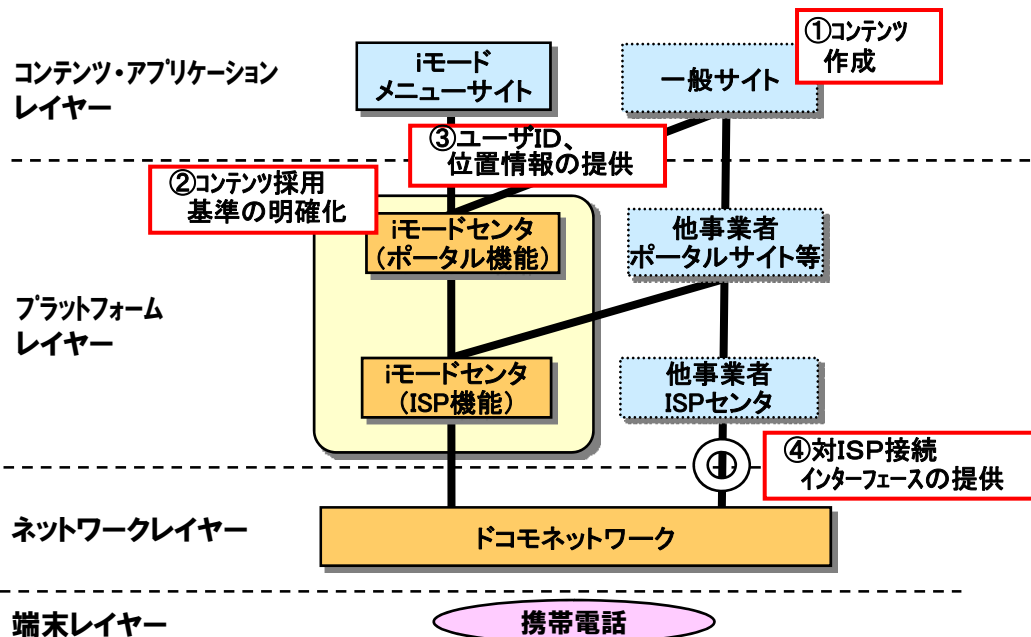 ①コンテンツ
作成
iモード
メニューサイト
一般サイト
コンテンツ・アプリケーション
レイヤー
③ユーザID、
位置情報の提供
②コンテンツ採用
基準の明確化
iモードセンタ
(ポータル機能)
他事業者
ポータルサイト等
プラットフォーム
レイヤー
iモードセンタ
(ISP機能)
他事業者
ISPセンタ
④対ISP接続
インターフェースの提供
ネットワークレイヤー
ドコモネットワーク
端末レイヤー
携帯電話